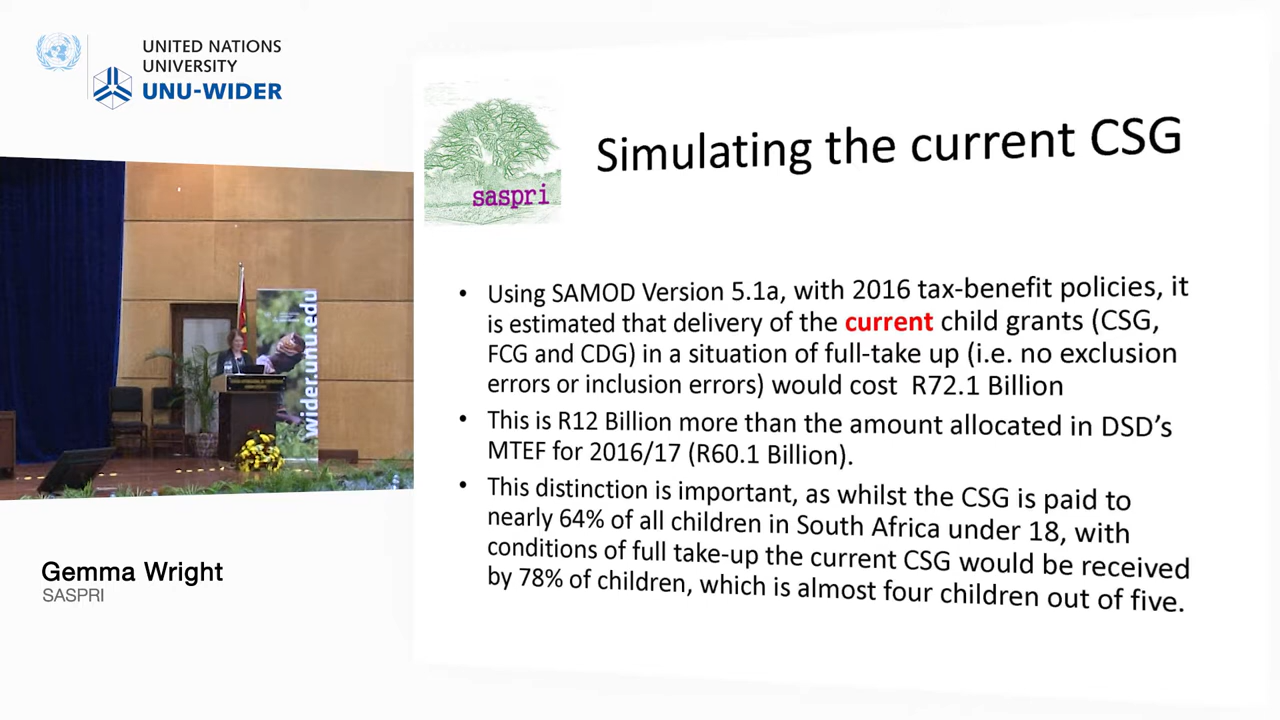 UNITED NATIONS
UNIVERSITY
UNU-WIDER
saspri
Simulating the current CSG
• Using SAMOD Version 5.1a, with 2016 tax-benefit policies, it
is estimated that delivery of the current child grants (CSG,
FCG and CDG) in a situation of full-take up (i.e. no exclusion
errors or inclusion errors) would cost R72.1 Billion
• This is R12 Billion more than the amount allocated in DSD's
MTEF for 2016/17 (R60.1 Billion).
• This distinction is important, as whilst the CSG is paid to
nearly 64% of all children in South Africa under 18, with
conditions of full take-up the current CSG would be received
by 78% of children, which is almost four children out of five.
wider.unu.edu
Gemma Wright
SASPRI